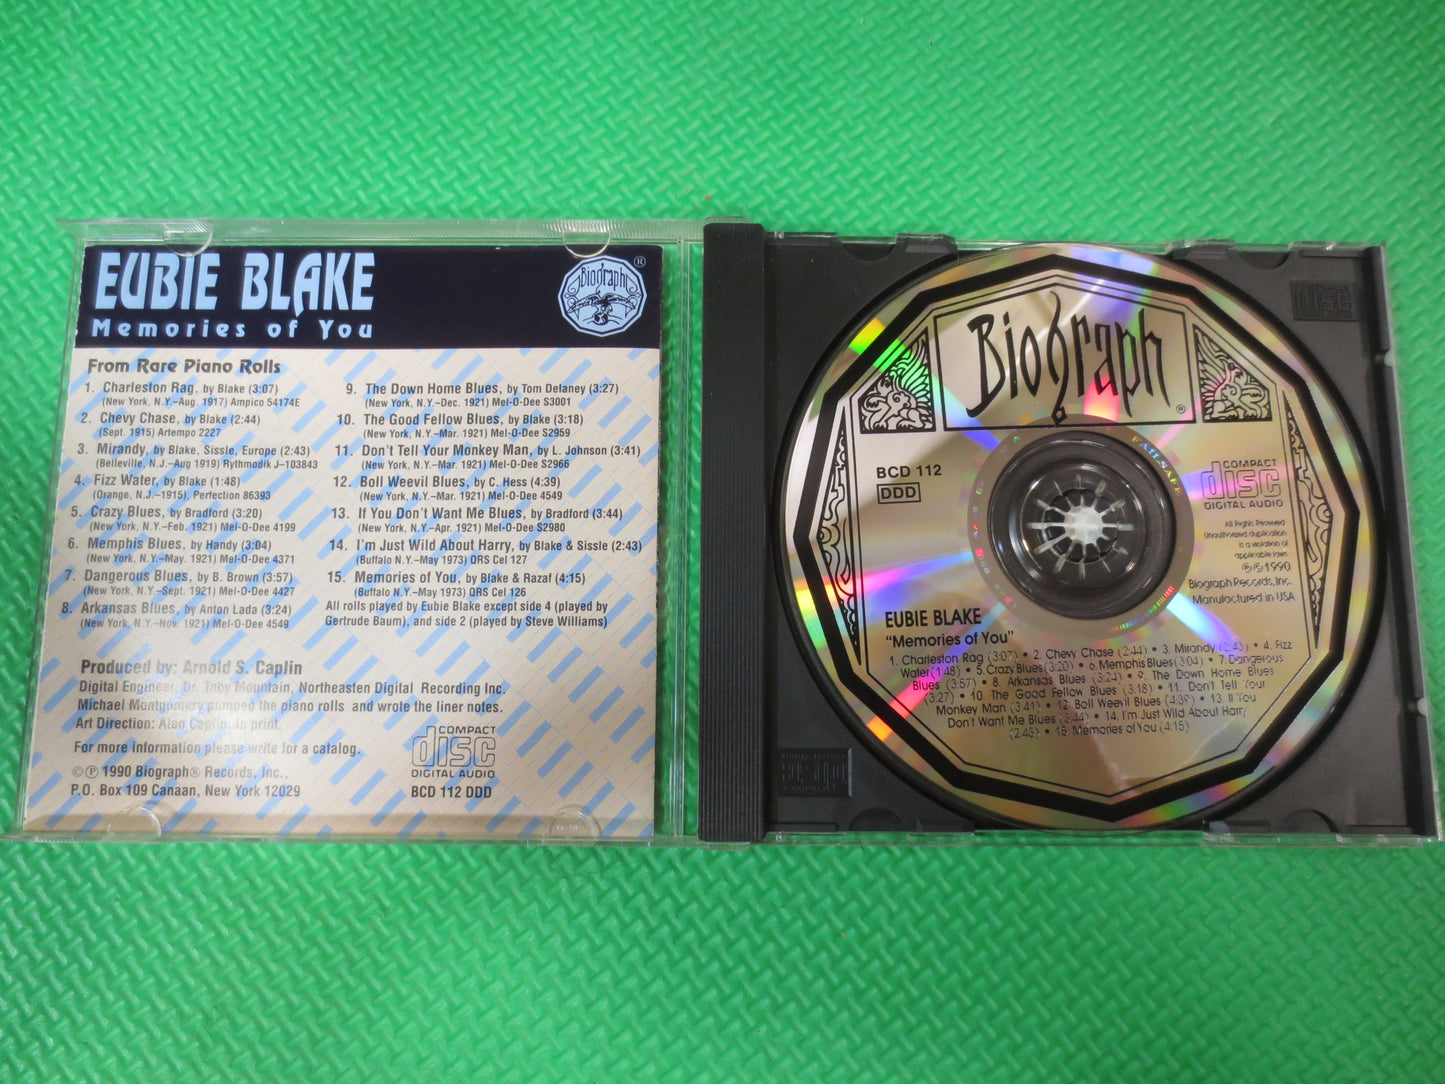 EUBIE BLAKE
Memories of You
Biograph ®
From Rare Piano Rolls
1. Charleston Rag, by Blake (3:07)
(New York, N.Y.–Aug. 1917) Ampico 54174E
2. Chevy Chase, by Blake (2:44)
(Sept. 1915) Artempo 2227
3. Mirandy, by Blake, Sissle, Europe (2:43)
(Belleville, N.J.–Aug 1919) Rythmodik J–103843
4. Fizz Water, by Blake (1:48)
(Orange, N.J.–1915), Perfection 86393
5. Crazy Blues, by Bradford (3:20)
(New York, N.Y.–Feb. 1921) Mel-O-Dee 4199
6. Memphis Blues, by Handy (3:04)
(New York, N.Y.–May. 1921) Mel-O-Dee 4371
7. Dangerous Blues, by B. Brown (3:57)
(New York, N.Y.–Sept. 1921) Mel-O-Dee 4427
8. Arkansas Blues, by Anton Lada (3:24)
(New York, N.Y.–Nov. 1921) Mel-O-Dee 4549
9. The Down Home Blues, by Tom Delaney (3:27)
(New York, N.Y.–Dec. 1921) Mel-O-Dee S3001
10. The Good Fellow Blues, by Blake (3:18)
(New York, N.Y.–Mar. 1921) Mel-O-Dee S2959
11. Don't Tell Your Monkey Man, by L. Johnson (3:41)
(New York, N.Y.–Mar. 1921) Mel-O-Dee S2966
12. Boll Weevil Blues, by C. Hess (4:39)
(New York, N.Y.–Mar. 1921) Mel-O-Dee 4549
13. If You Don't Want Me Blues, by Bradford (3:44)
(New York, N.Y.–Apr. 1921) Mel-O-Dee S2980
14. I'm Just Wild About Harry, by Blake & Sissle (2:43)
(Buffalo N.Y.–May 1973) QRS Cel 127
15. Memories of You, by Blake & Razaf (4:15)
(Buffalo N.Y.–May 1973) QRS Cel 126
All rolls played by Eubie Blake except side 4 (played by
Gertrude Baum), and side 2 (played by Steve Williams)
Produced by: Arnold S. Caplin
Digital Engineer: Dr. Toby Mountain, Northeasten Digital Recording Inc.
Michael Montgomery pumped the piano rolls and wrote the liner notes.
Art Direction: Alan Caplin, is print.
For more information please write for a catalog.
©℗ 1990 Biograph® Records, Inc.,
P.O. Box 109 Canaan, New York 12029
COMPACT
disc
DIGITAL AUDIO
BCD 112 DDD
Biograph ®
BCD 112
DDD
COMPACT
disc
DIGITAL AUDIO
All Rights Reserved
Unauthorized duplication
is a violation of
applicable laws.
℗©1990
Biograph Records, Inc.
Manufactured in USA
EUBIE BLAKE
"Memories of You"
1. Charleston Rag (3:07) • 2. Chevy Chase (2:44) • 3. Mirandy (2:43) • 4. Fizz
Water (1:48) • 5. Crazy Blues (3:20) • 6. Memphis Blues (3:04) • 7. Dangerous
Blues (3:57) • 8. Arkansas Blues (3:24) • 9. The Down Home Blues
(3:27) • 10. The Good Fellow Blues (3:18) • 11. Don't Tell Your
Monkey Man (3:41) • 12. Boll Weevil Blues (4:39) • 13. If You
Don't Want Me Blues (3:44) • 14. I'm Just Wild About Harry
(2:43) • 15. Memories of You (4:15)